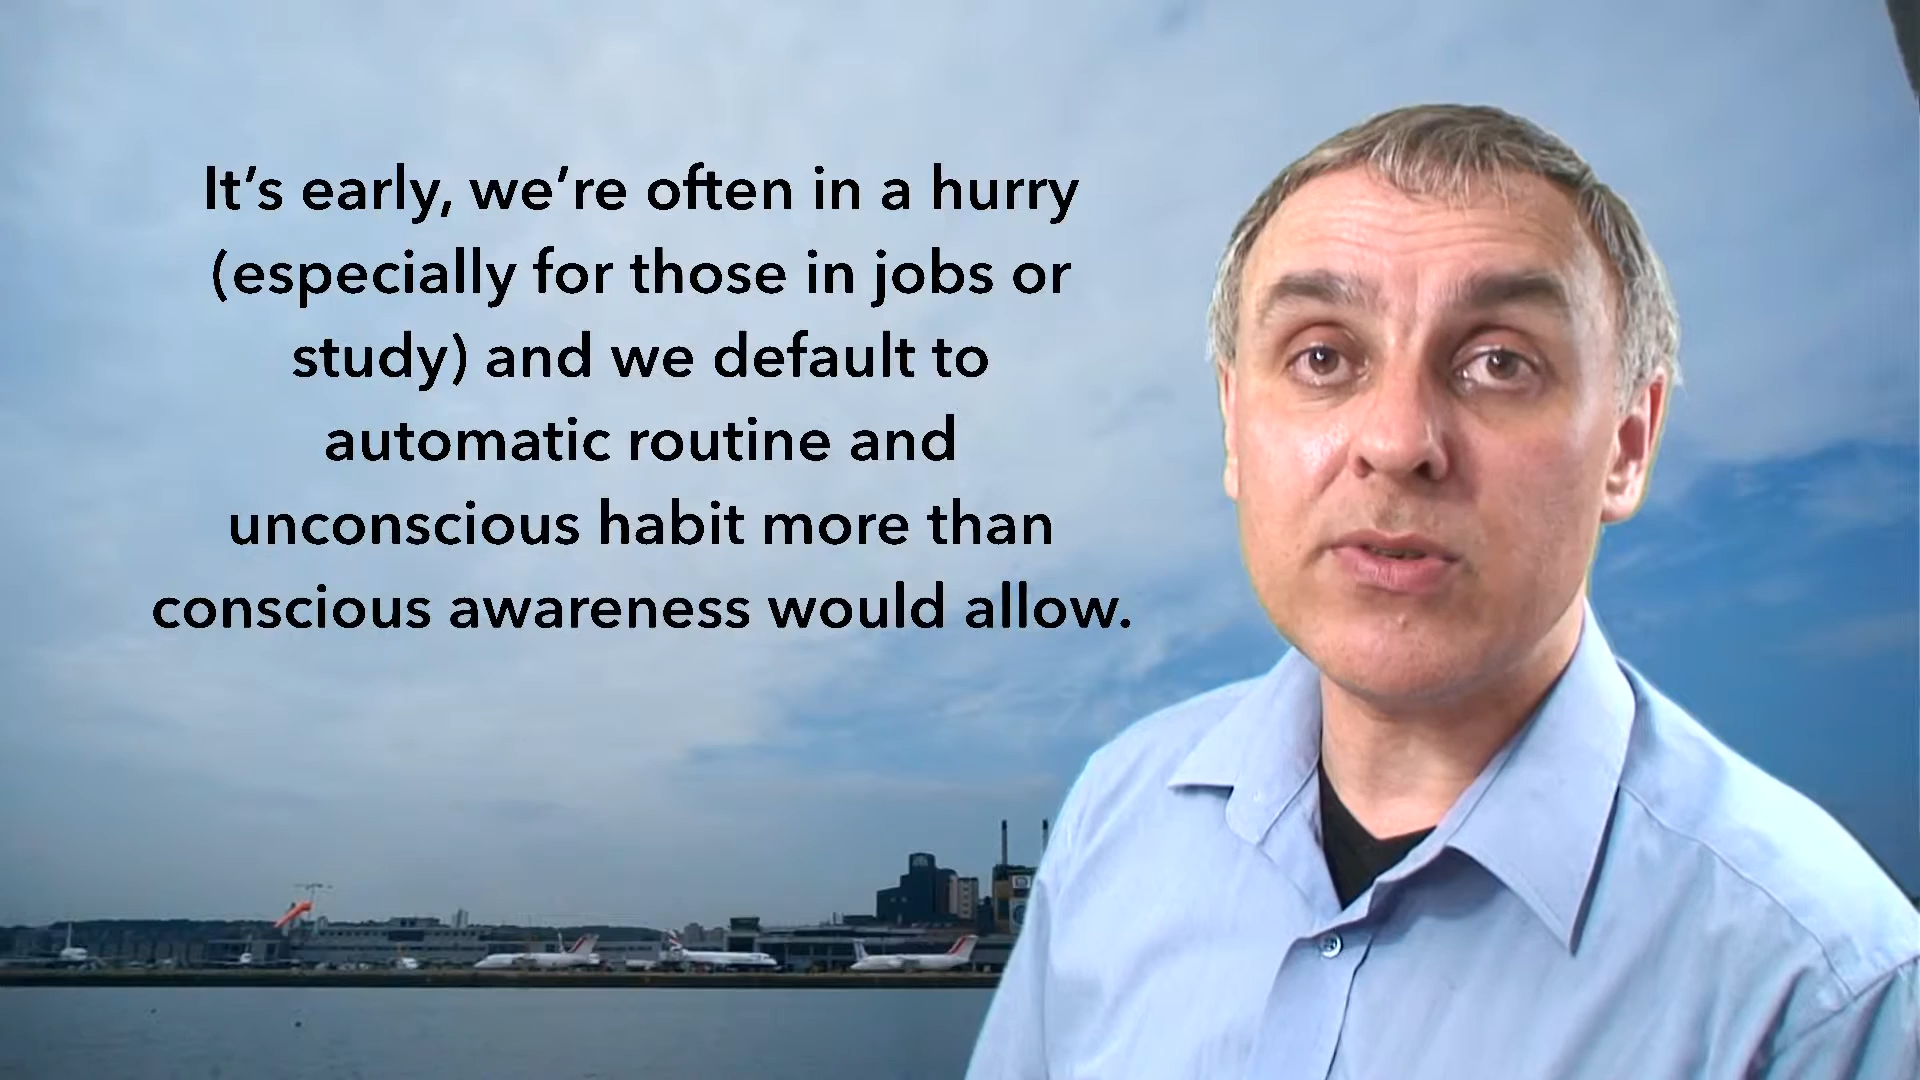 It’s early, we’re often in a hurry
(especially for those in jobs or
study) and we default to
automatic routine and
unconscious habit more than
conscious awareness would allow.